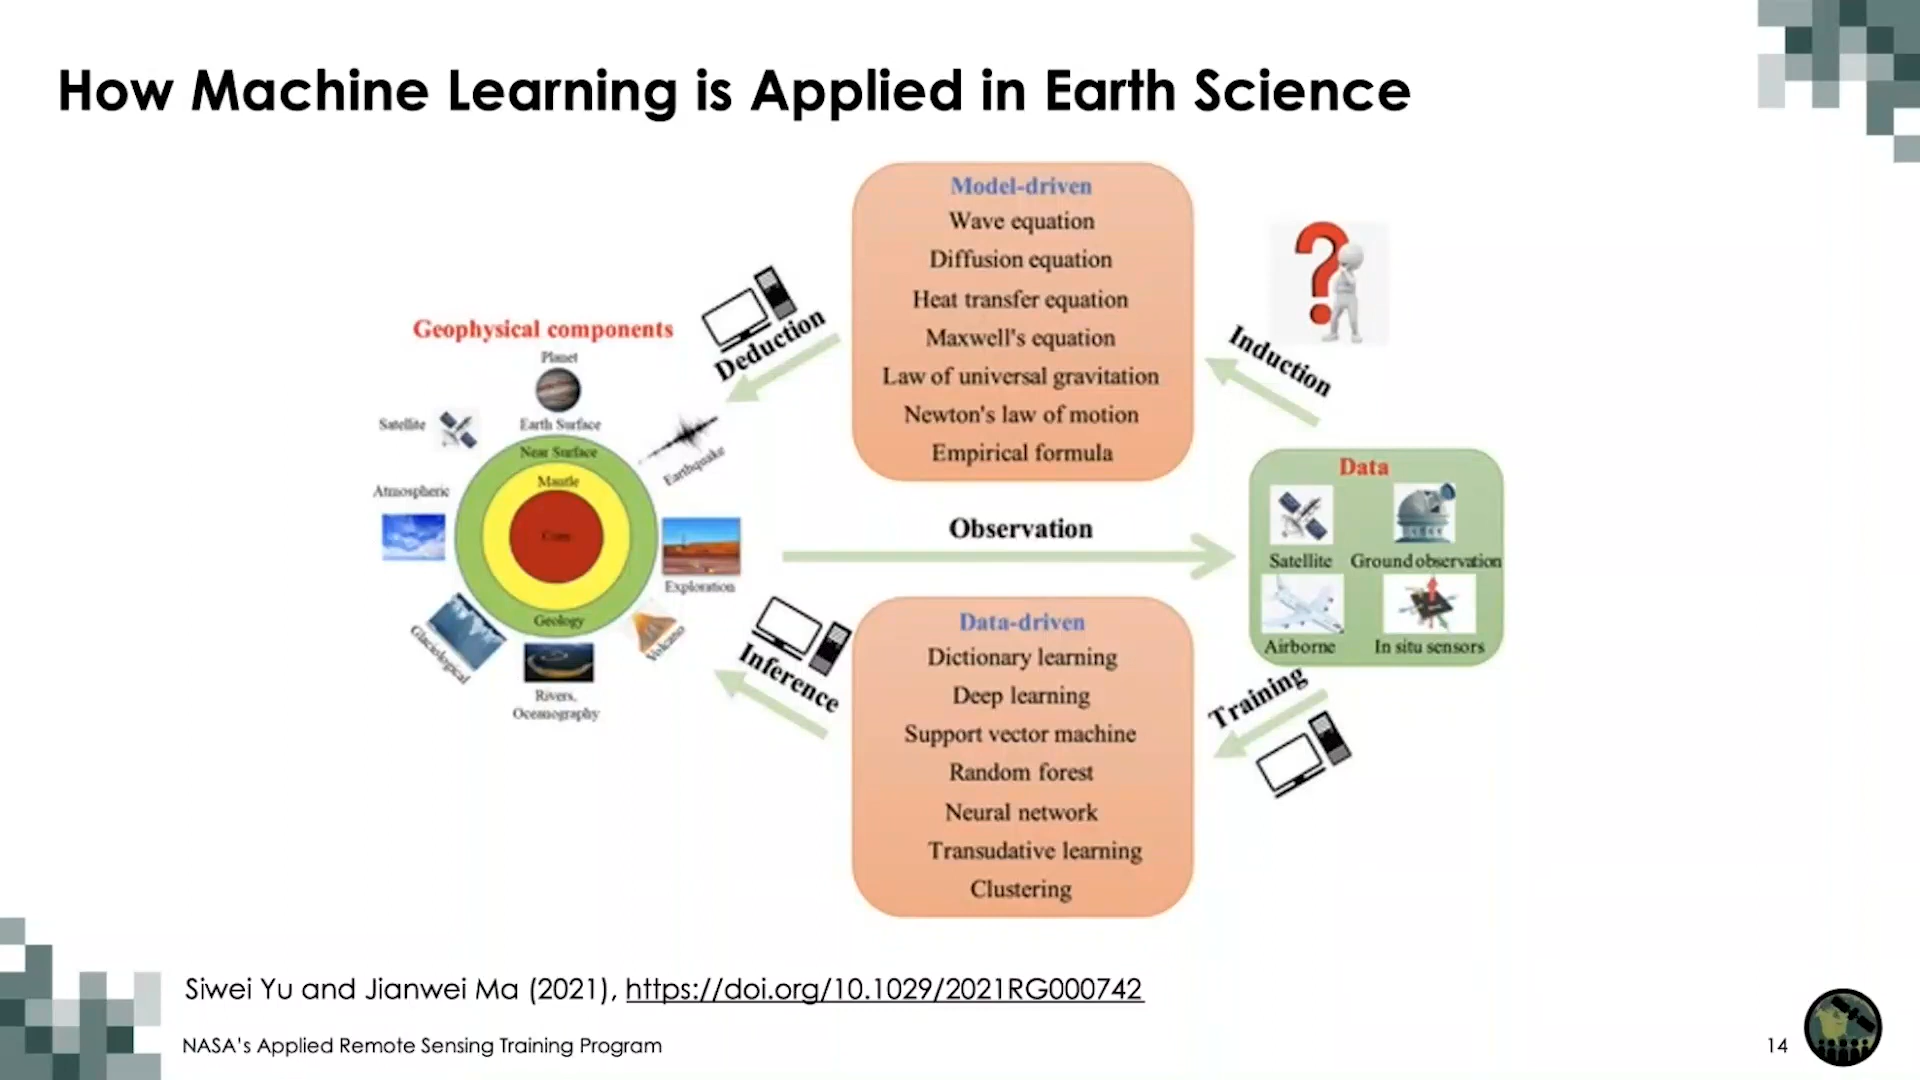 How Machine Learning is Applied in Earth Science
Model-driven
Wave equation
Diffusion equation
Heat transfer equation
Maxwell's equation
Law of universal gravitation
Newton's law of motion
Empirical formula
Deduction
Induction
Geophysical components
Planet
Satellite
Earth Surface
Near Surface
Earthquake
Mantle
Atmospheric
Core
Exploration
Geology
Glaciological
Volcano
Rivers,
Oceanography
Observation
Data
Satellite
Ground observation
Airborne
In situ sensors
Inference
Training
Data-driven
Dictionary learning
Deep learning
Support vector machine
Random forest
Neural network
Transudative learning
Clustering
Siwei Yu and Jianwei Ma (2021), https://doi.org/10.1029/2021RG000742
NASA's Applied Remote Sensing Training Program
14